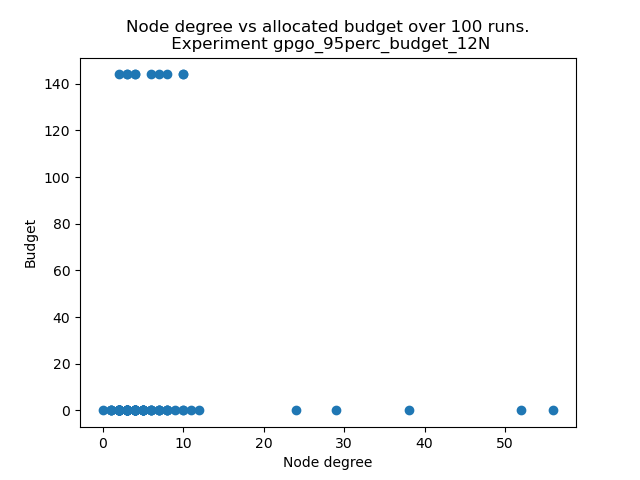 Node degree vs allocated budget over 100 runs.
Experiment gpgo_95perc_budget_12N
140
120
100
80
60
40
20
0
Budget
0 10 20 30 40 50
Node degree